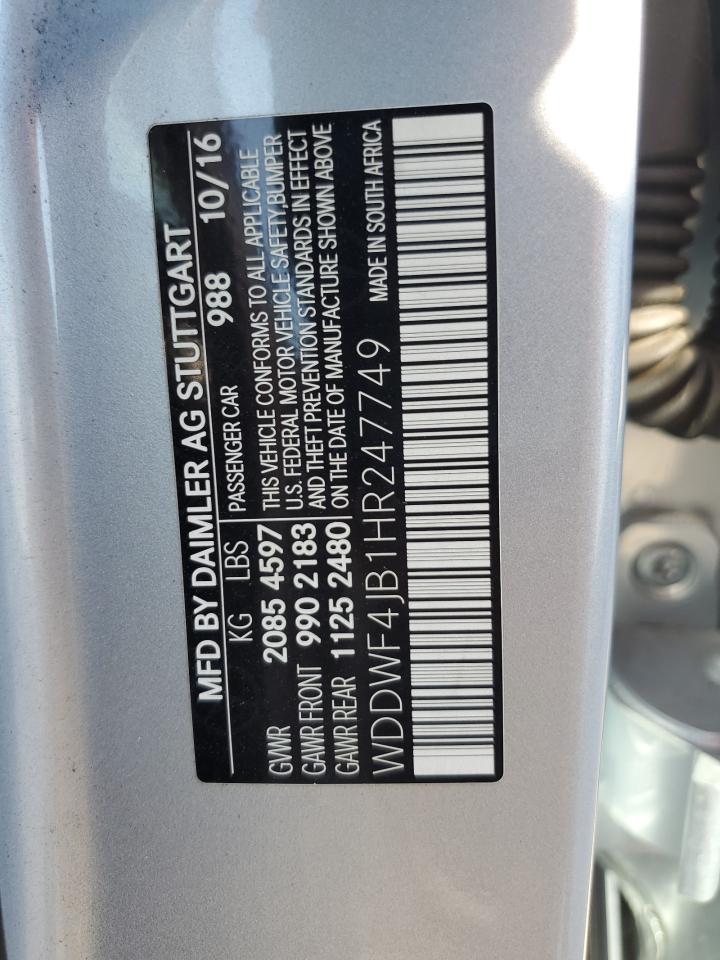 MFD BY DAIMLER AG STUTTGART
KG LBS PASSENGER CAR 988 10/16
GVWR 2085 4597
GAWR FRONT 990 2183
GAWR REAR 1125 2480
THIS VEHICLE CONFORMS TO ALL APPLICABLE
U.S. FEDERAL MOTOR VEHICLE SAFETY,BUMPER
AND THEFT PREVENTION STANDARDS IN EFFECT
ON THE DATE OF MANUFACTURE SHOWN ABOVE
WDDWF4JB1HR247749 MADE IN SOUTH AFRICA